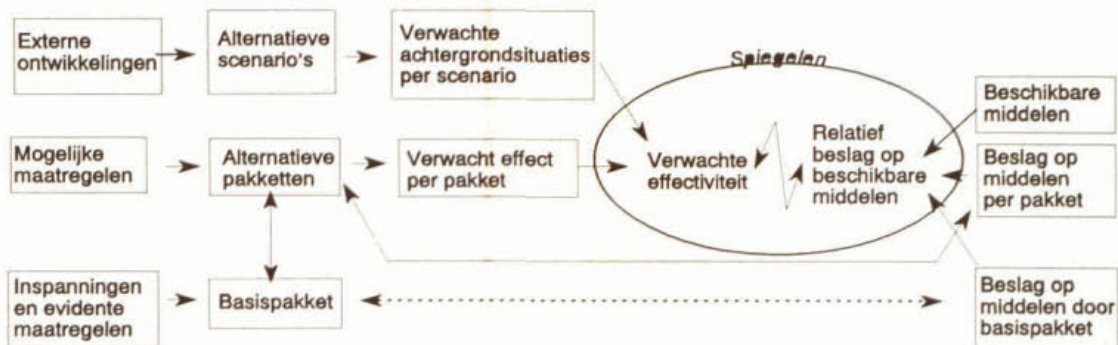 Externe
ontwikkelingen
Alternatieve
scenario's
Verwachte
achtergrondsituaties
per scenario
Spiegelen
Beschikbare
middelen
Mogelijke
maatregelen
Alternatieve
pakketten
Verwacht effect
per pakket
Verwachte
effectiviteit
Relatief
beslag op
beschikbare
middelen
Beslag op
middelen
per pakket
Inspanningen
en evidente
maatregelen
Basispakket
Beslag op
middelen door
basispakket